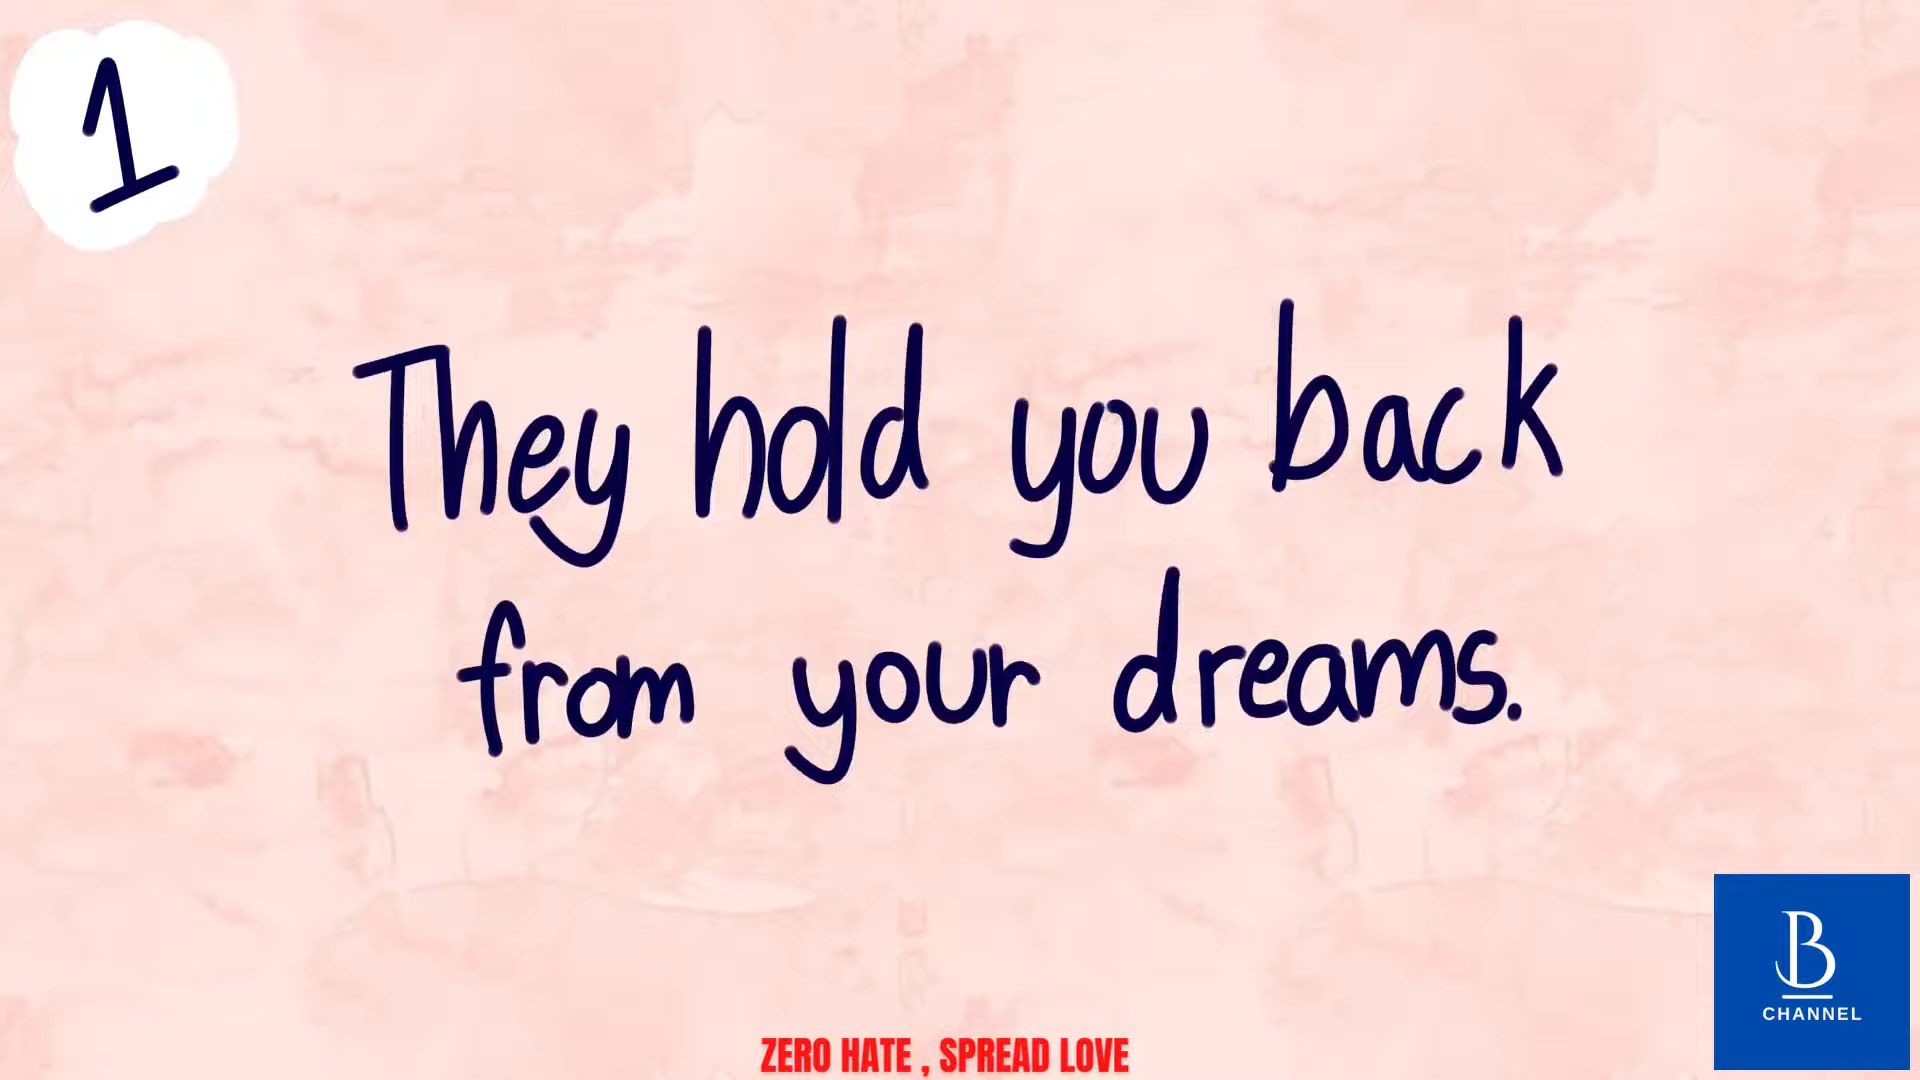 1
They hold you back
from your dreams.
B
CHANNEL
ZERO HATE , SPREAD LOVE